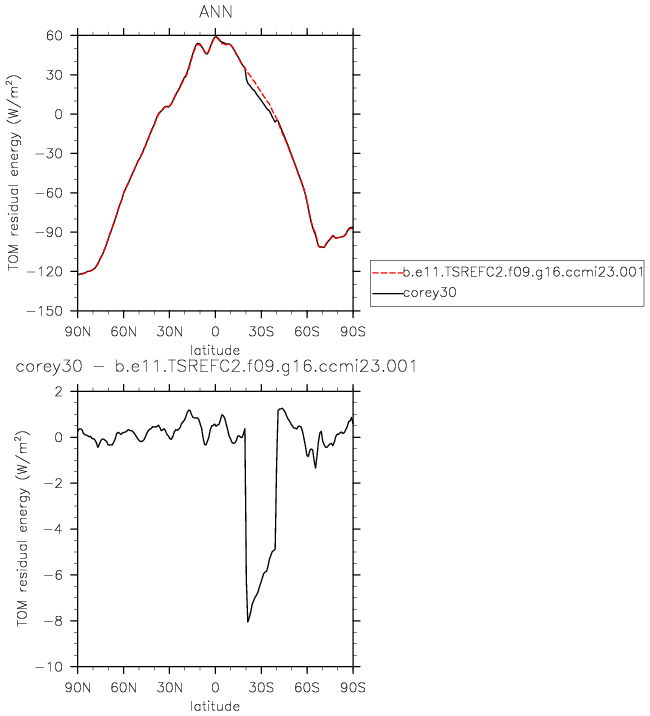 ANN
TOM residual energy (W/m²)
60
30
0
−30
−60
−90
−120
−150
90N 60N 30N 0 30S 60S 90S
latitude
b.e11.TSREFC2.f09.g16.ccmi23.001
corey30
corey30 − b.e11.TSREFC2.f09.g16.ccmi23.001
TOM residual energy (W/m²)
2
0
−2
−4
−6
−8
−10
90N 60N 30N 0 30S 60S 90S
latitude